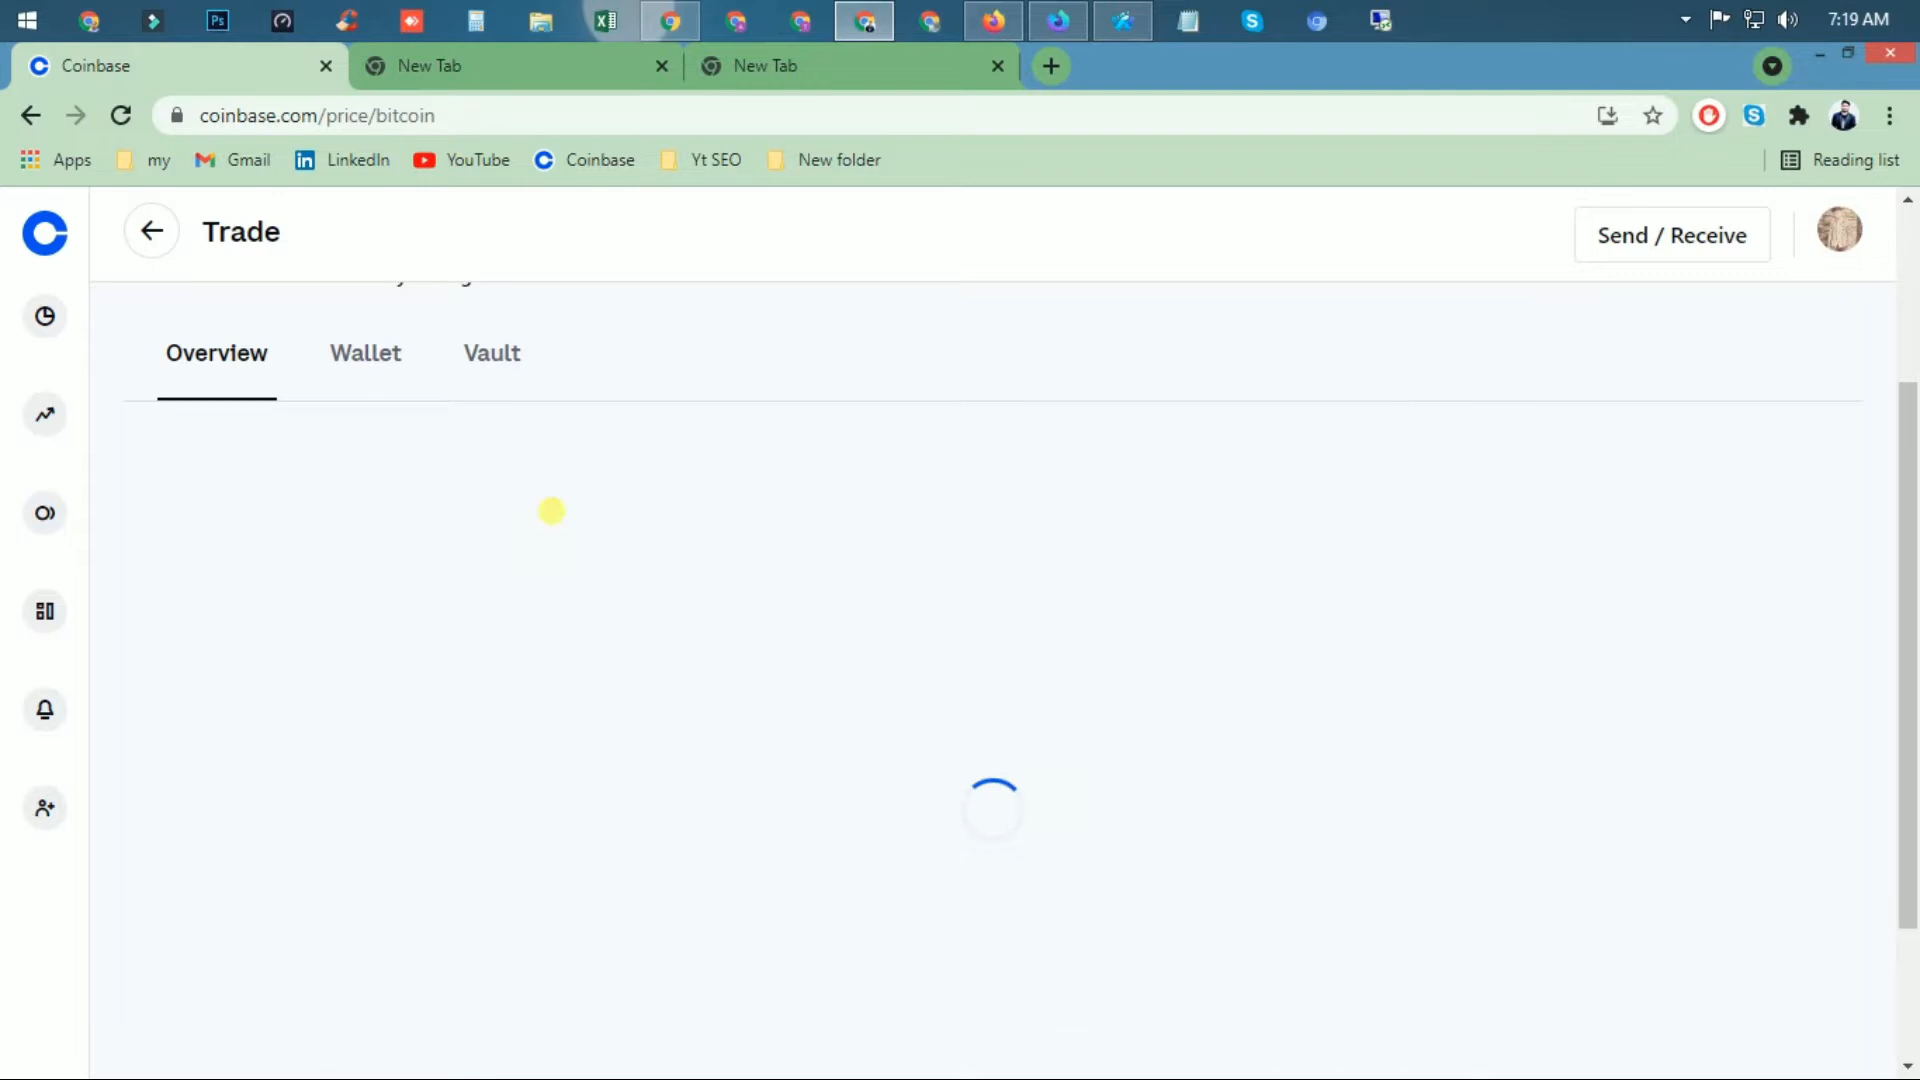 Ps
7:19 AM
Coinbase
New Tab
New Tab
coinbase.com/price/bitcoin
Apps
my
Gmail
LinkedIn
YouTube
Coinbase
Yt SEO
New folder
Reading list
Trade
Send / Receive
Overview
Wallet
Vault